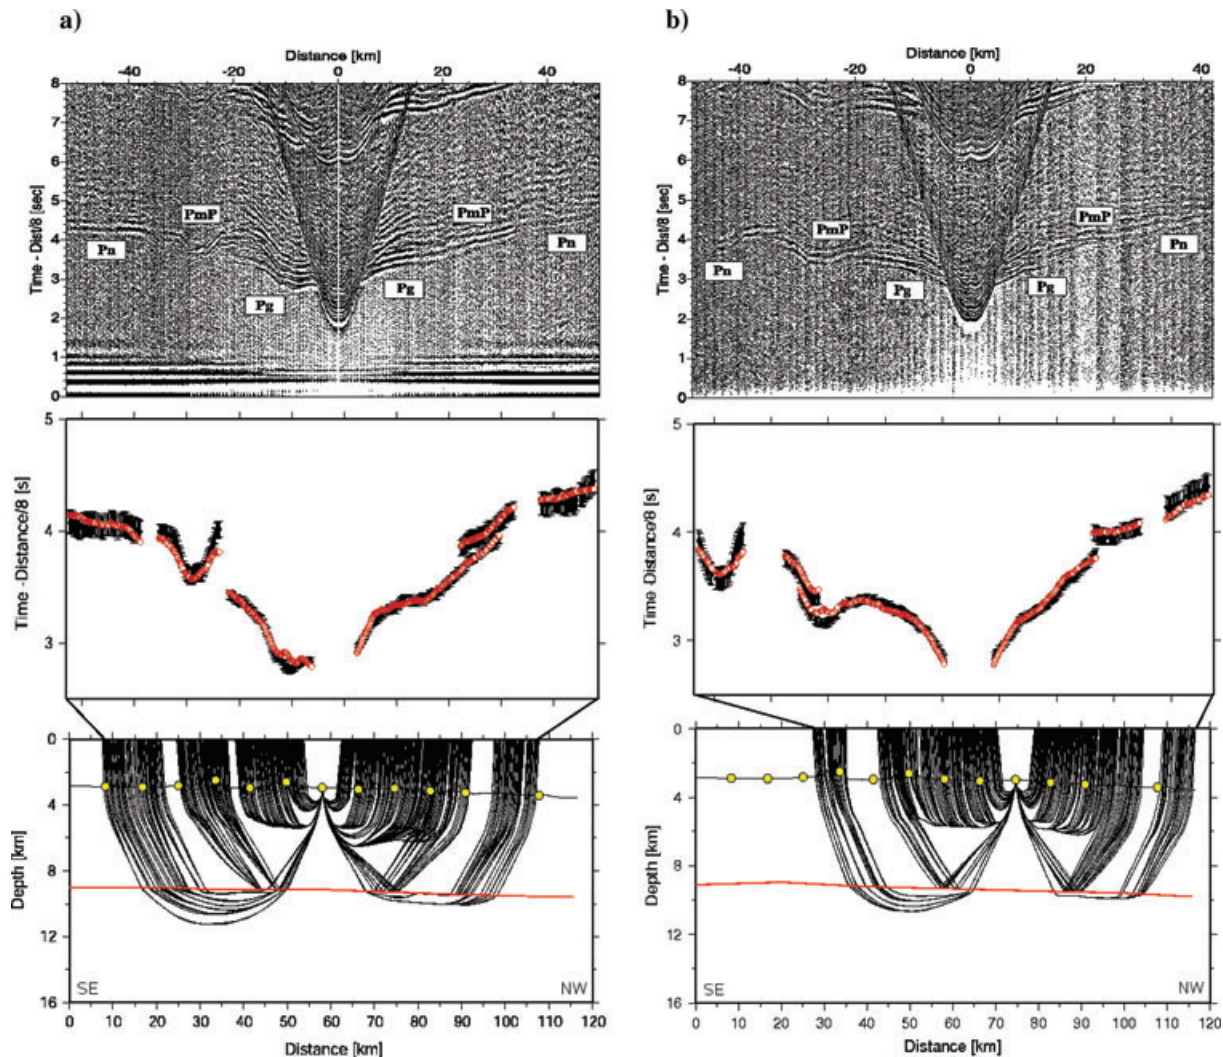 a)
Distance [km]
-40 -20 0 20 40
Time - Dist/8 [sec]
8
7
6
5
4
3
2
1
0
PmP
PmP
Pn
Pn
Pg
Pg
Time -Distance/8 [s]
5
4
3
Depth [km]
0
4
8
12
16
SE
NW
0 10 20 30 40 50 60 70 80 90 100 110 120
Distance [km]
b)
Distance [km]
-40 -20 0 20 40
Time - Dist/8 [sec]
8
7
6
5
4
3
2
1
0
PmP
PmP
Pn
Pn
Pg
Pg
Time -Distance/8 [s]
5
4
3
Depth [km]
0
4
8
12
16
SE
NW
0 10 20 30 40 50 60 70 80 90 100 110 120
Distance [km]